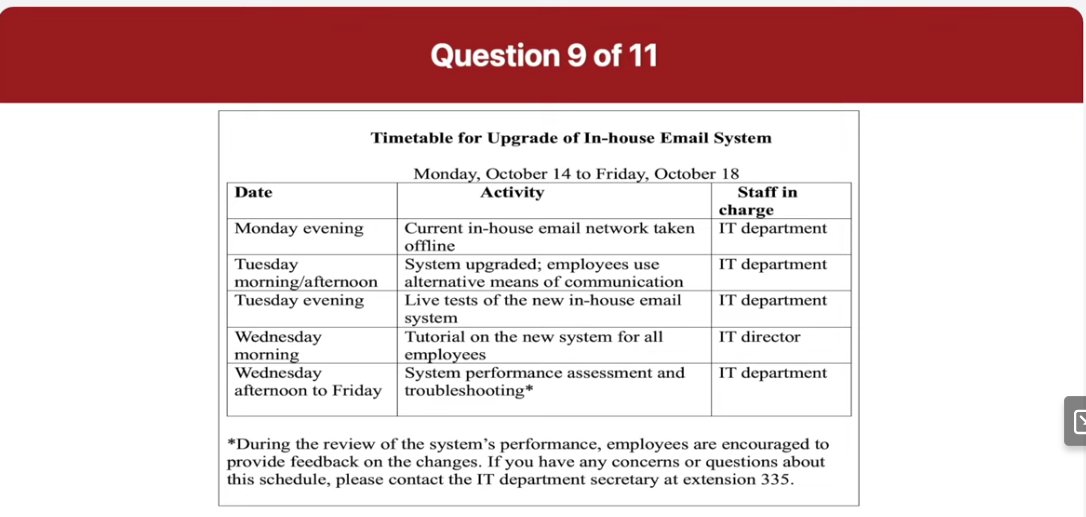 Question 9 of 11
Timetable for Upgrade of In-house Email System
Monday, October 14 to Friday, October 18
Date
Activity
Staff in
charge
Monday evening
Current in-house email network taken
offline
IT department
Tuesday
morning/afternoon
System upgraded; employees use
alternative means of communication
IT department
Tuesday evening
Live tests of the new in-house email
system
IT department
Wednesday
morning
Tutorial on the new system for all
employees
IT director
Wednesday
afternoon to Friday
System performance assessment and
troubleshooting*
IT department
*During the review of the system's performance, employees are encouraged to
provide feedback on the changes. If you have any concerns or questions about
this schedule, please contact the IT department secretary at extension 335.